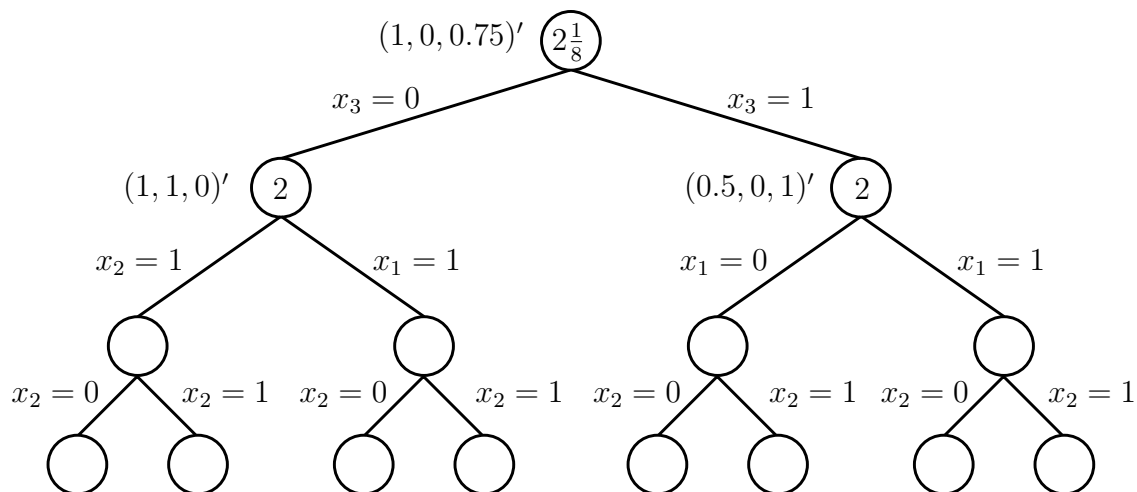 (1, 0, 0.75)′ 2 1/8
x₃ = 0 x₃ = 1
(1, 1, 0)′ 2 (0.5, 0, 1)′ 2
x₂ = 1 x₁ = 1 x₁ = 0 x₁ = 1
x₂ = 0 x₂ = 1 x₂ = 0 x₂ = 1 x₂ = 0 x₂ = 1 x₂ = 0 x₂ = 1